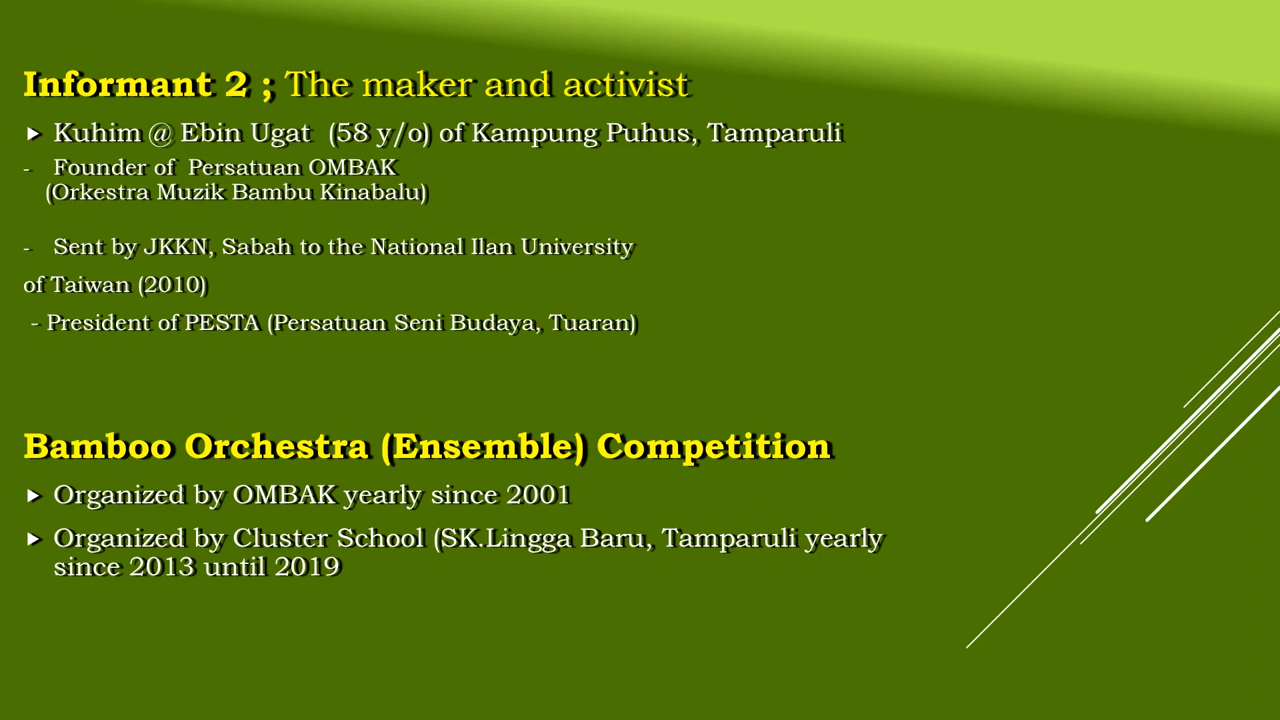 Informant 2 ; The maker and activist
Kuhim @ Ebin Ugat (58 y/o) of Kampung Puhus, Tamparuli
- Founder of Persatuan OMBAK
(Orkestra Muzik Bambu Kinabalu)
- Sent by JKKN, Sabah to the National Ilan University
of Taiwan (2010)
- President of PESTA (Persatuan Seni Budaya, Tuaran)
Bamboo Orchestra (Ensemble) Competition
Organized by OMBAK yearly since 2001
Organized by Cluster School (SK.Lingga Baru, Tamparuli yearly
since 2013 until 2019